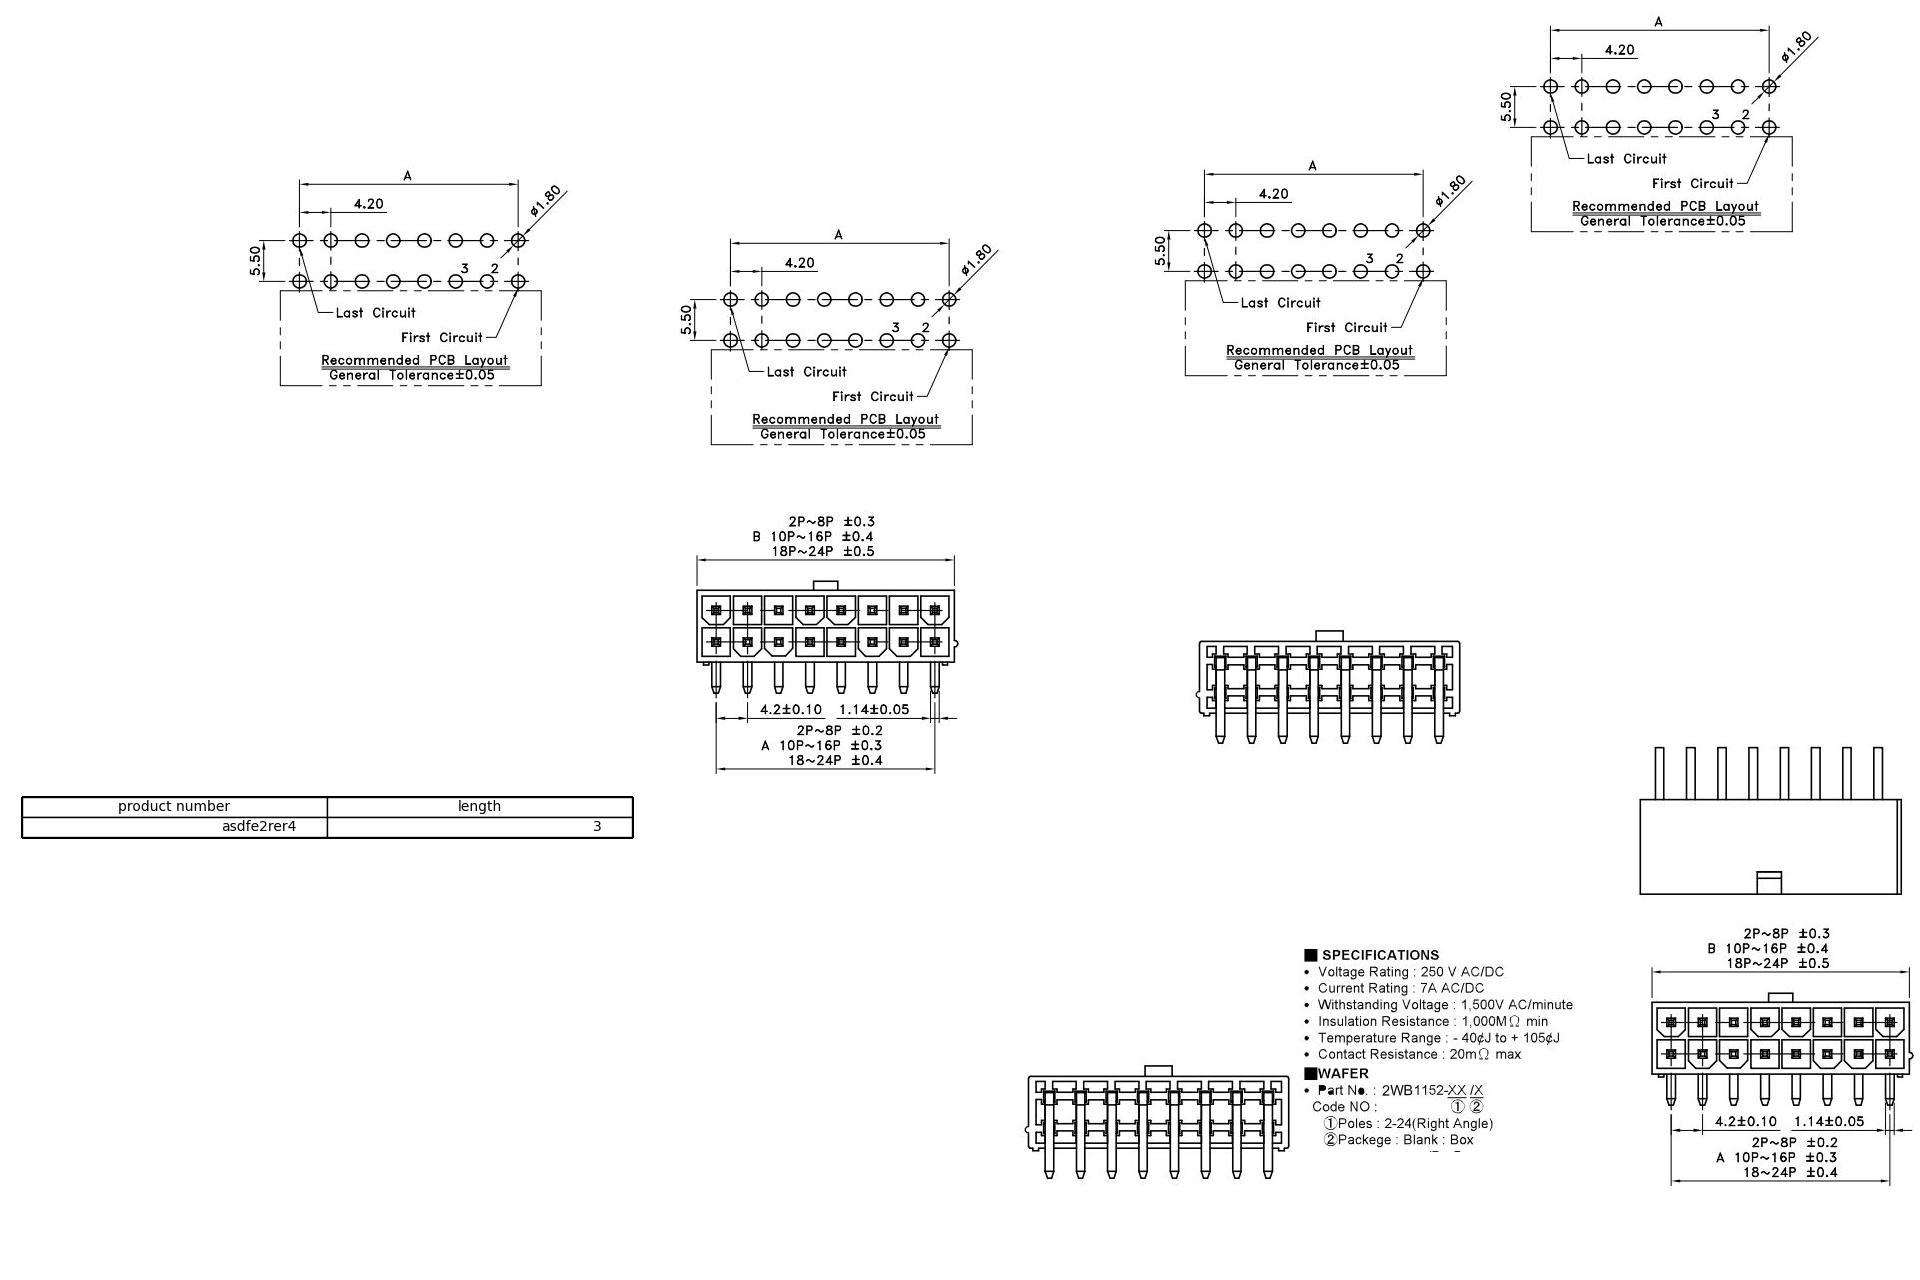 A
4.20
ø1.80
5.50
3 2
Last Circuit
First Circuit
Recommended PCB Layout
General Tolerance±0.05
A
4.20
ø1.80
5.50
3 2
Last Circuit
First Circuit
Recommended PCB Layout
General Tolerance±0.05
A
4.20
ø1.80
5.50
3 2
Last Circuit
First Circuit
Recommended PCB Layout
General Tolerance±0.05
A
4.20
ø1.80
5.50
3 2
Last Circuit
First Circuit
Recommended PCB Layout
General Tolerance±0.05
2P~8P ±0.3
B 10P~16P ±0.4
18P~24P ±0.5
4.2±0.10 1.14±0.05
2P~8P ±0.2
A 10P~16P ±0.3
18~24P ±0.4
product number length
asdfe2rer4 3
■ SPECIFICATIONS
• Voltage Rating : 250 V AC/DC
• Current Rating : 7A AC/DC
• Withstanding Voltage : 1,500V AC/minute
• Insulation Resistance : 1,000MΩ min
• Temperature Range : - 40¢J to + 105¢J
• Contact Resistance : 20mΩ max
■WAFER
• Part No. : 2WB1152-XX /X
Code NO : ① ②
①Poles : 2-24(Right Angle)
②Packege : Blank : Box
2P~8P ±0.3
B 10P~16P ±0.4
18P~24P ±0.5
4.2±0.10 1.14±0.05
2P~8P ±0.2
A 10P~16P ±0.3
18~24P ±0.4